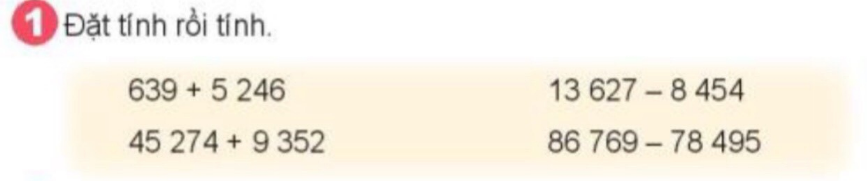 1 Đặt tính rồi tính.
639 + 5 246 13 627 – 8 454
45 274 + 9 352 86 769 – 78 495